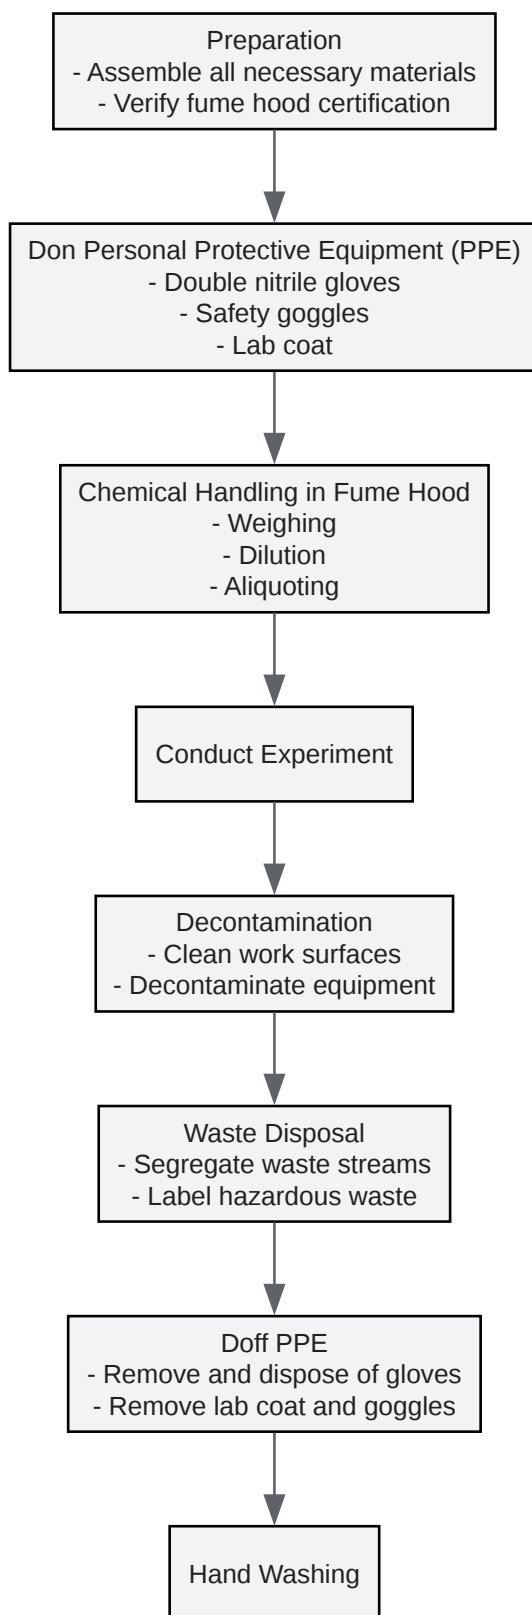 Preparation
- Assemble all necessary materials
- Verify fume hood certification
Don Personal Protective Equipment (PPE)
- Double nitrile gloves
- Safety goggles
- Lab coat
Chemical Handling in Fume Hood
- Weighing
- Dilution
- Aliquoting
Conduct Experiment
Decontamination
- Clean work surfaces
- Decontaminate equipment
Waste Disposal
- Segregate waste streams
- Label hazardous waste
Doff PPE
- Remove and dispose of gloves
- Remove lab coat and goggles
Hand Washing